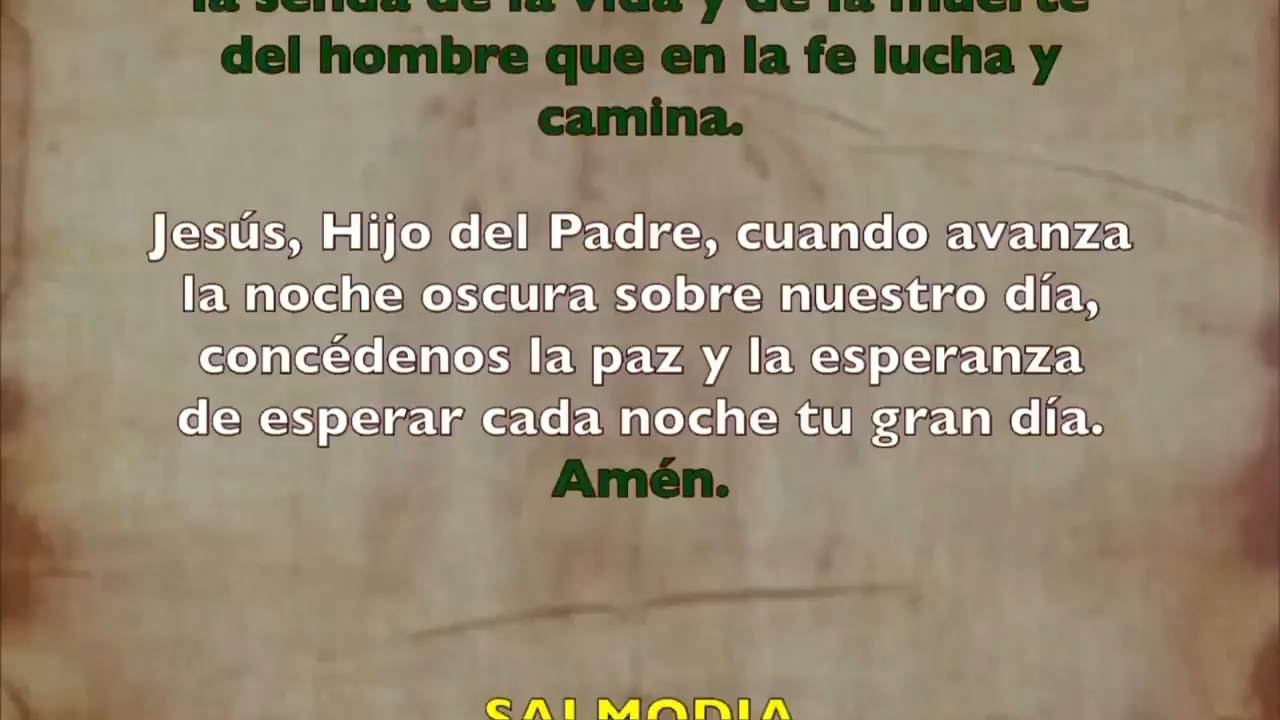 la senda de la vida y de la muerte
del hombre que en la fe lucha y
camina.
Jesús, Hijo del Padre, cuando avanza
la noche oscura sobre nuestro día,
concédenos la paz y la esperanza
de esperar cada noche tu gran día.
Amén.
SALMODIA